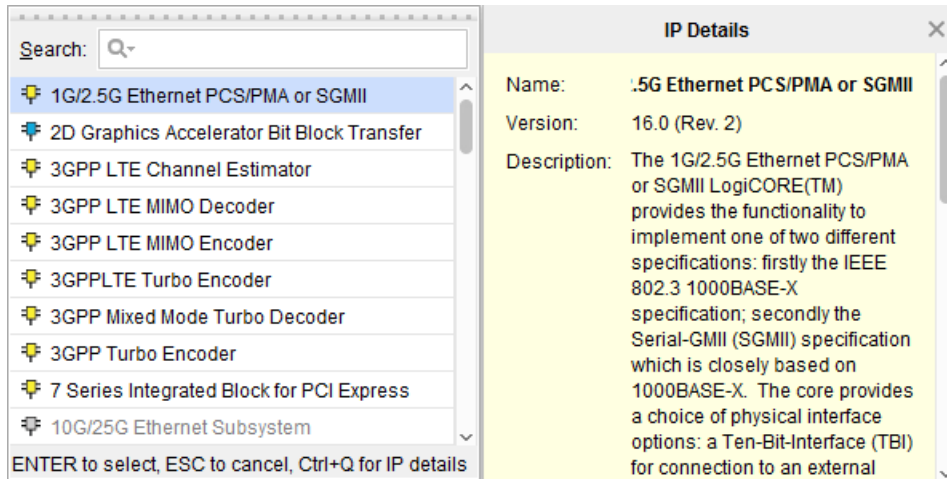 Search:
1G/2.5G Ethernet PCS/PMA or SGMII
2D Graphics Accelerator Bit Block Transfer
3GPP LTE Channel Estimator
3GPP LTE MIMO Decoder
3GPP LTE MIMO Encoder
3GPPLTE Turbo Encoder
3GPP Mixed Mode Turbo Decoder
3GPP Turbo Encoder
7 Series Integrated Block for PCI Express
10G/25G Ethernet Subsystem
ENTER to select, ESC to cancel, Ctrl+Q for IP details
IP Details
Name: .5G Ethernet PCS/PMA or SGMII
Version: 16.0 (Rev. 2)
Description: The 1G/2.5G Ethernet PCS/PMA
or SGMII LogiCORE(TM)
provides the functionality to
implement one of two different
specifications: firstly the IEEE
802.3 1000BASE-X
specification; secondly the
Serial-GMII (SGMII) specification
which is closely based on
1000BASE-X. The core provides
a choice of physical interface
options: a Ten-Bit-Interface (TBI)
for connection to an external